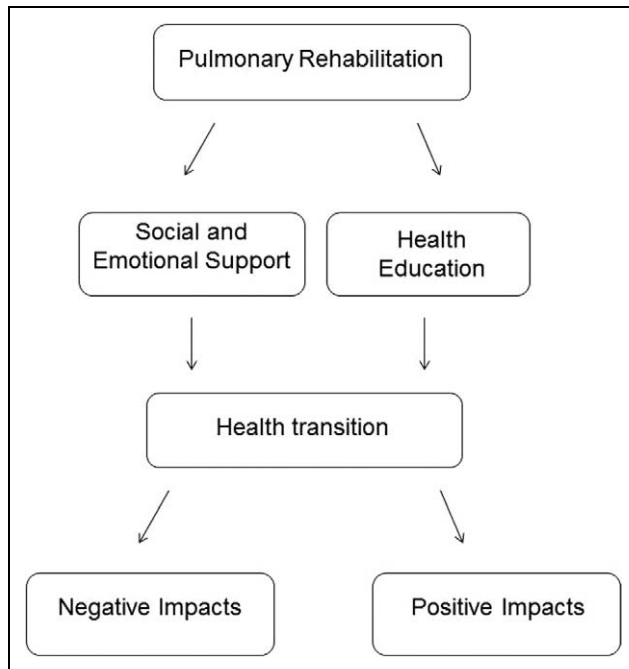 Pulmonary Rehabilitation
Social and
Emotional Support
Health
Education
Health transition
Negative Impacts
Positive Impacts